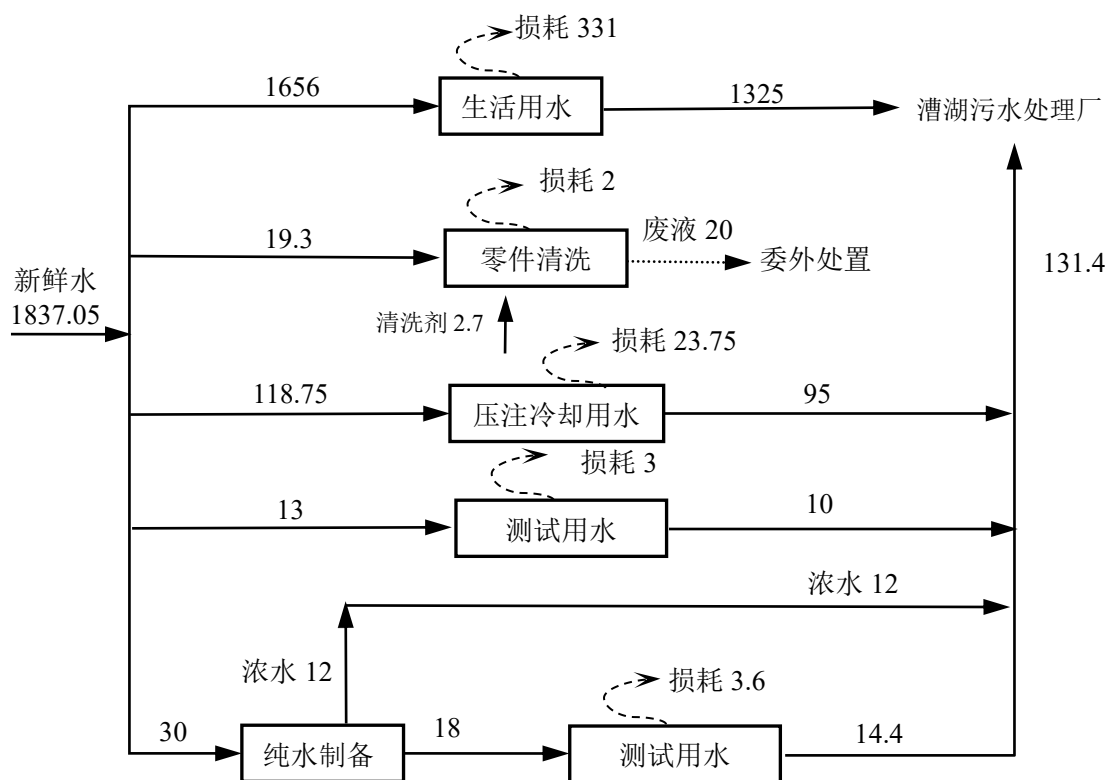 损耗 331
1656
生活用水
1325
漕湖污水处理厂
损耗 2
19.3
零件清洗
废液 20
委外处置
131.4
新鲜水
1837.05
清洗剂 2.7
损耗 23.75
118.75
压注冷却用水
95
损耗 3
13
测试用水
10
浓水 12
浓水 12
损耗 3.6
30
纯水制备
18
测试用水
14.4